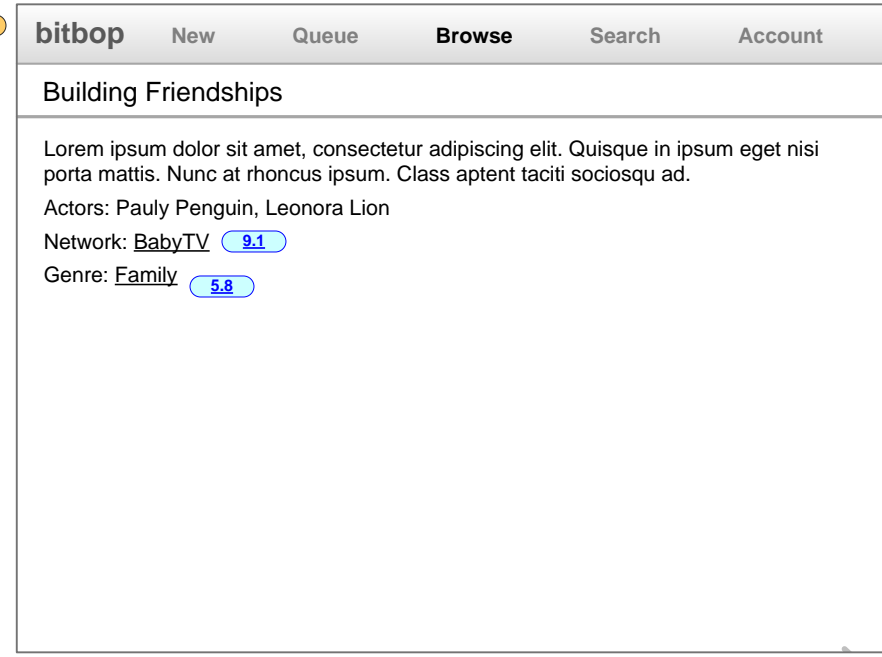 bitbop New Queue Browse Search Account
Building Friendships
Lorem ipsum dolor sit amet, consectetur adipiscing elit. Quisque in ipsum eget nisi
porta mattis. Nunc at rhoncus ipsum. Class aptent taciti sociosqu ad.
Actors: Pauly Penguin, Leonora Lion
Network: BabyTV 9.1
Genre: Family 5.8